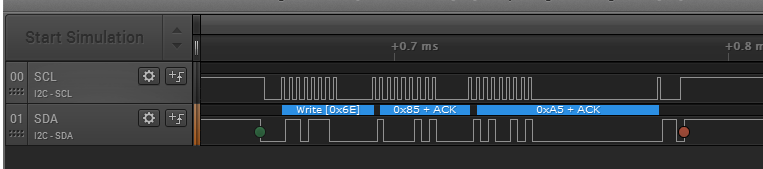 Start Simulation
+0.7 ms
+0.8 m
00 SCL
I2C - SCL
Write [0x6E]
0x85 + ACK
0xA5 + ACK
01 SDA
I2C - SDA